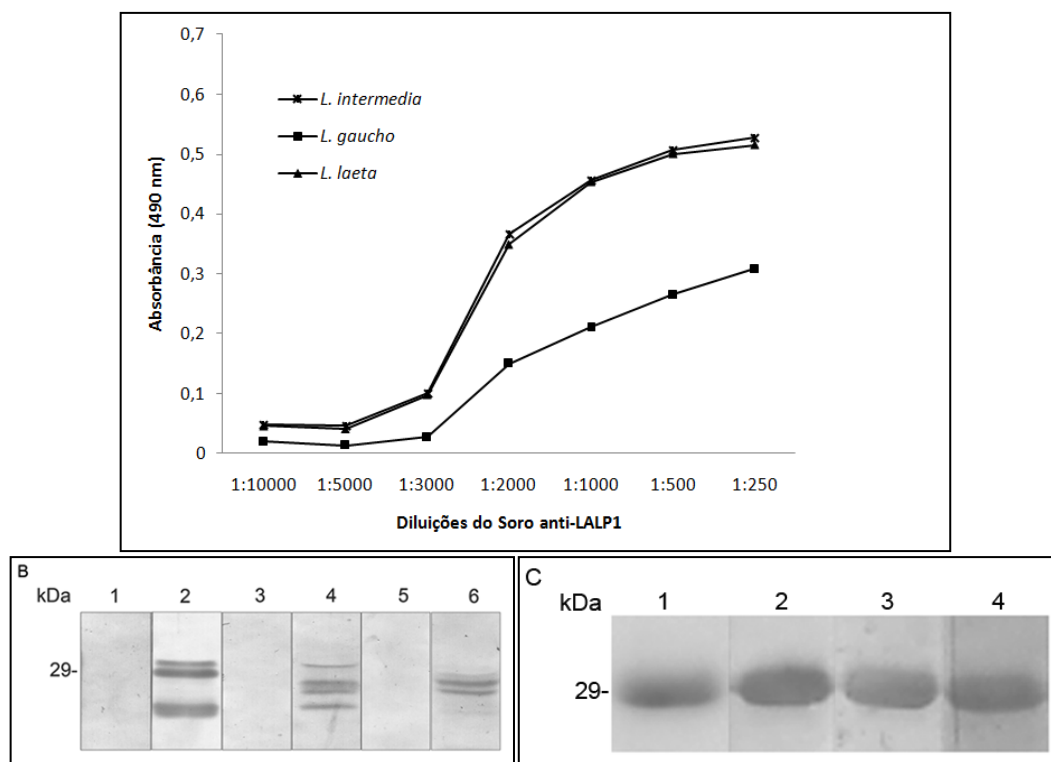 0,7
0,6
0,5
0,4
0,3
0,2
0,1
0
Absorbância (490 nm)
L. intermedia
L. gaucho
L. laeta
1:10000 1:5000 1:3000 1:2000 1:1000 1:500 1:250
Diluições do Soro anti-LALP1
B
kDa 1 2 3 4 5 6
29-
C
kDa 1 2 3 4
29-